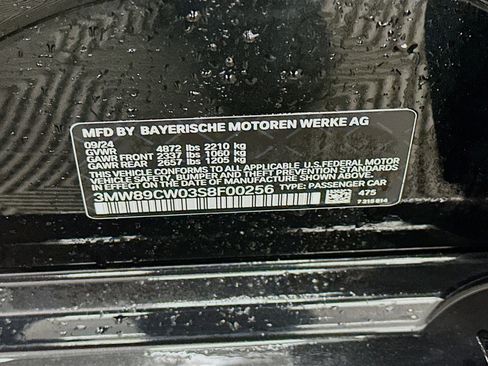 MFD BY BAYERISCHE MOTOREN WERKE AG
09/24
GVWR 4872 lbs 2210 kg
GAWR FRONT 2337 lbs 1060 kg
GAWR REAR 2657 lbs 1205 kg
THIS VEHICLE CONFORMS TO ALL APPLICABLE U.S.FEDERAL MOTOR
VEHICLE SAFETY, BUMPER AND THEFT PREVENTION STANDARDS
IN EFFECT ON THE DATE OF MANUFACTURE SHOWN ABOVE.
3MW89CW03S8F00256 TYPE: PASSENGER CAR
475
7 215 614